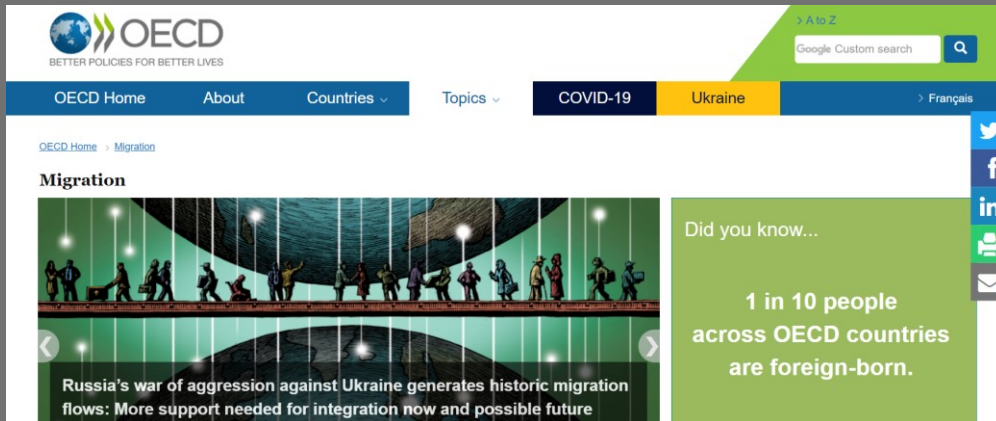 OECD
BETTER POLICIES FOR BETTER LIVES
> A to Z
Google Custom search
OECD Home About Countries Topics COVID-19 Ukraine > Français
OECD Home > Migration
Migration
Did you know...
1 in 10 people
across OECD countries
are foreign-born.
Russia's war of aggression against Ukraine generates historic migration
flows: More support needed for integration now and possible future